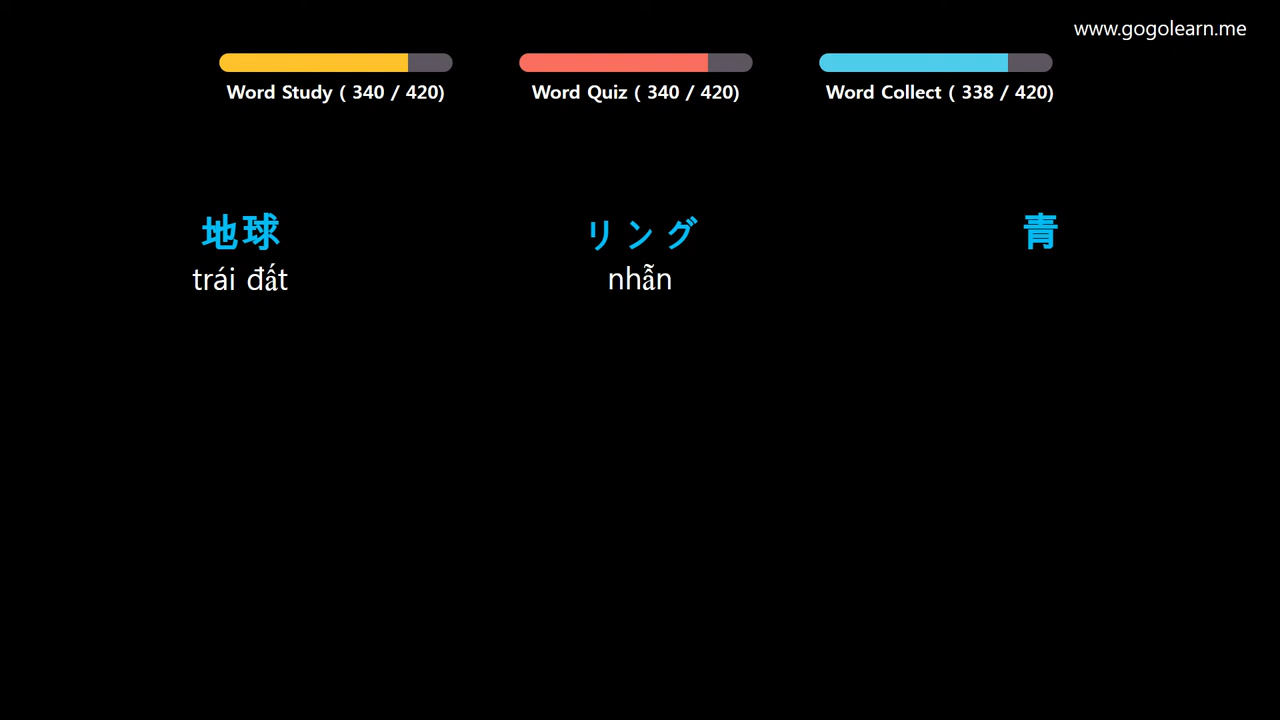 www.gogolearn.me
Word Study ( 340 / 420)
Word Quiz ( 340 / 420)
Word Collect ( 338 / 420)
地球
trái đất
リング
nhẫn
青